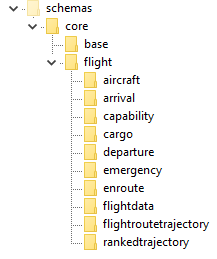 schemas
core
base
flight
aircraft
arrival
capability
cargo
departure
emergency
enroute
flightdata
flightroutetrajectory
rankedtrajectory